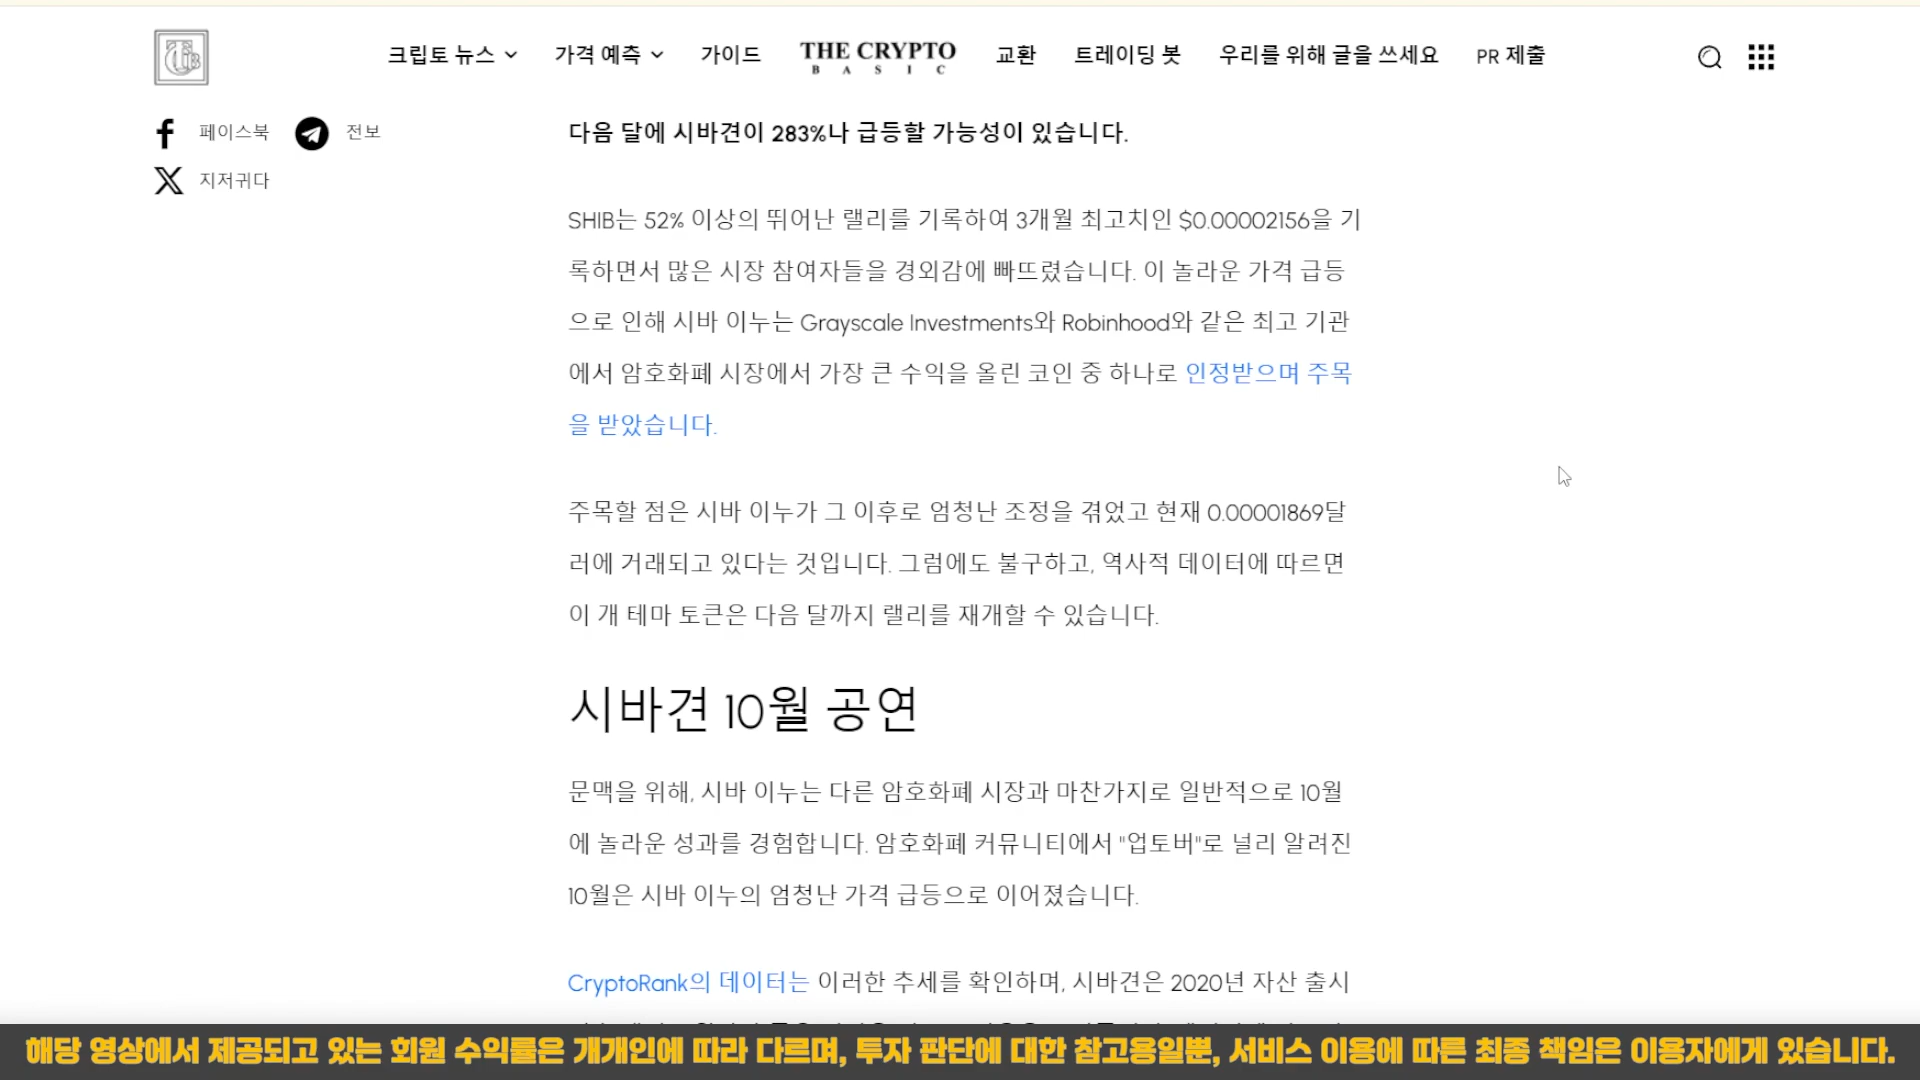 크립토 뉴스 가격 예측 가이드 THE CRYPTO BASIC 교환 트레이딩 봇 우리를 위해 글을 쓰세요 PR 제출
페이스북 전보
지저귀다
다음 달에 시바견이 283%나 급등할 가능성이 있습니다.
SHIB는 52% 이상의 뛰어난 랠리를 기록하여 3개월 최고치인 $0.00002156을 기
록하면서 많은 시장 참여자들을 경외감에 빠뜨렸습니다. 이 놀라운 가격 급등
으로 인해 시바 이누는 Grayscale Investments와 Robinhood와 같은 최고 기관
에서 암호화폐 시장에서 가장 큰 수익을 올린 코인 중 하나로 인정받으며 주목
을 받았습니다.
주목할 점은 시바 이누가 그 이후로 엄청난 조정을 겪었고 현재 0.00001869달
러에 거래되고 있다는 것입니다. 그럼에도 불구하고, 역사적 데이터에 따르면
이 개 테마 토큰은 다음 달까지 랠리를 재개할 수 있습니다.
시바견 10월 공연
문맥을 위해, 시바 이누는 다른 암호화폐 시장과 마찬가지로 일반적으로 10월
에 놀라운 성과를 경험합니다. 암호화폐 커뮤니티에서 "업토버"로 널리 알려진
10월은 시바 이누의 엄청난 가격 급등으로 이어졌습니다.
CryptoRank의 데이터는 이러한 추세를 확인하며, 시바견은 2020년 자산 출시
해당 영상에서 제공되고 있는 회원 수익률은 개개인에 따라 다르며, 투자 판단에 대한 참고용일뿐, 서비스 이용에 따른 최종 책임은 이용자에게 있습니다.